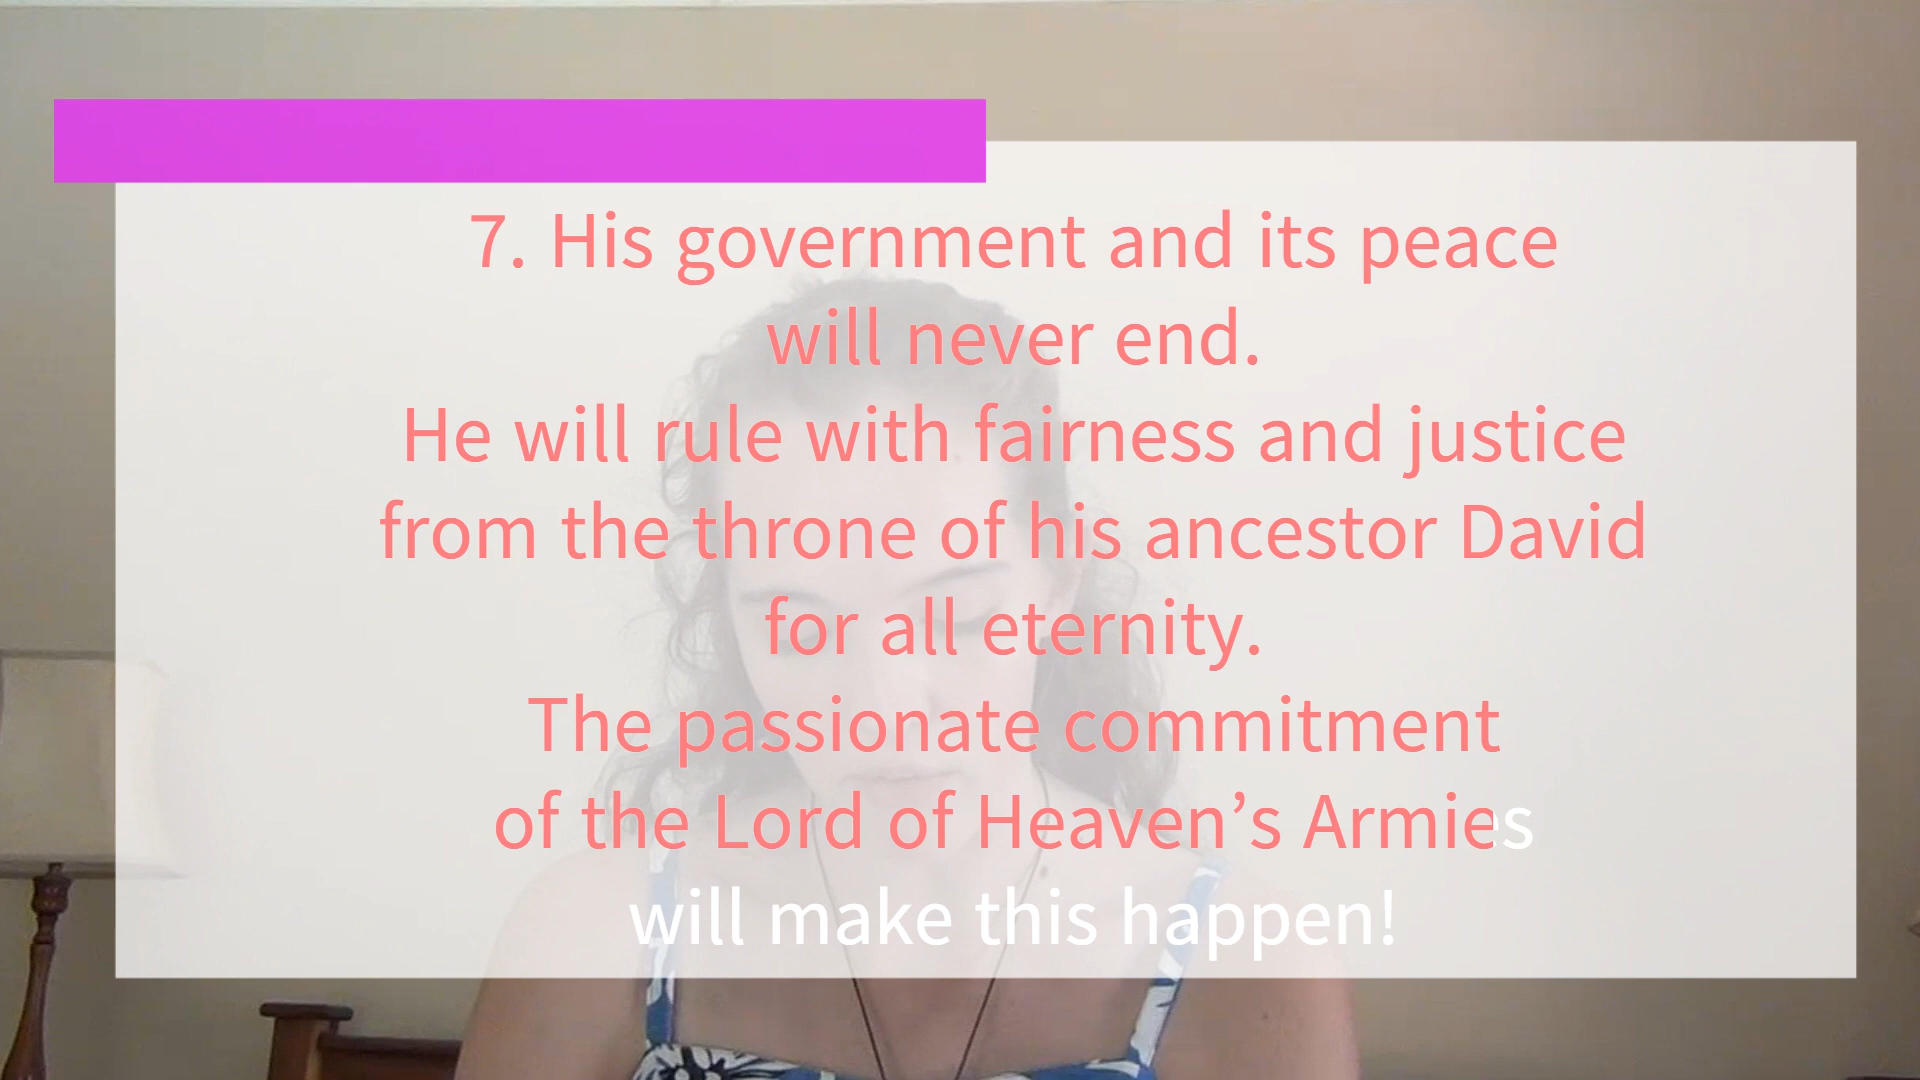 7. His government and its peace
will never end.
He will rule with fairness and justice
from the throne of his ancestor David
for all eternity.
The passionate commitment
of the Lord of Heaven’s Armies
will make this happen!